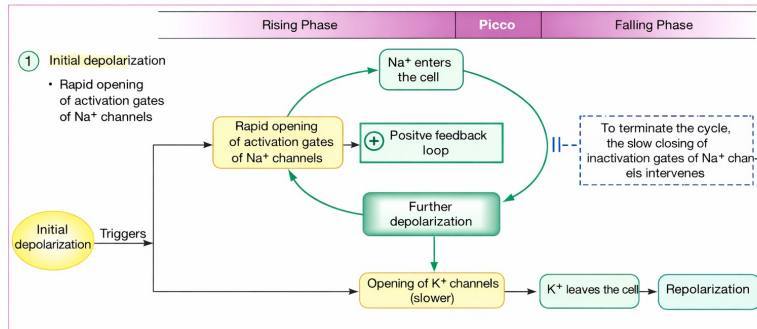 Rising Phase
Picco
Falling Phase
1 Initial depolarization
• Rapid opening
of activation gates
of Na⁺ channels
Na⁺ enters
the cell
Rapid opening
of activation gates
of Na⁺ channels
+ Positve feedback
loop
To terminate the cycle,
the slow closing of
inactivation gates of Na⁺ chan-
els intervenes
Further
depolarization
Initial
depolarization
Triggers
Opening of K⁺ channels
(slower)
K⁺ leaves the cell
Repolarization